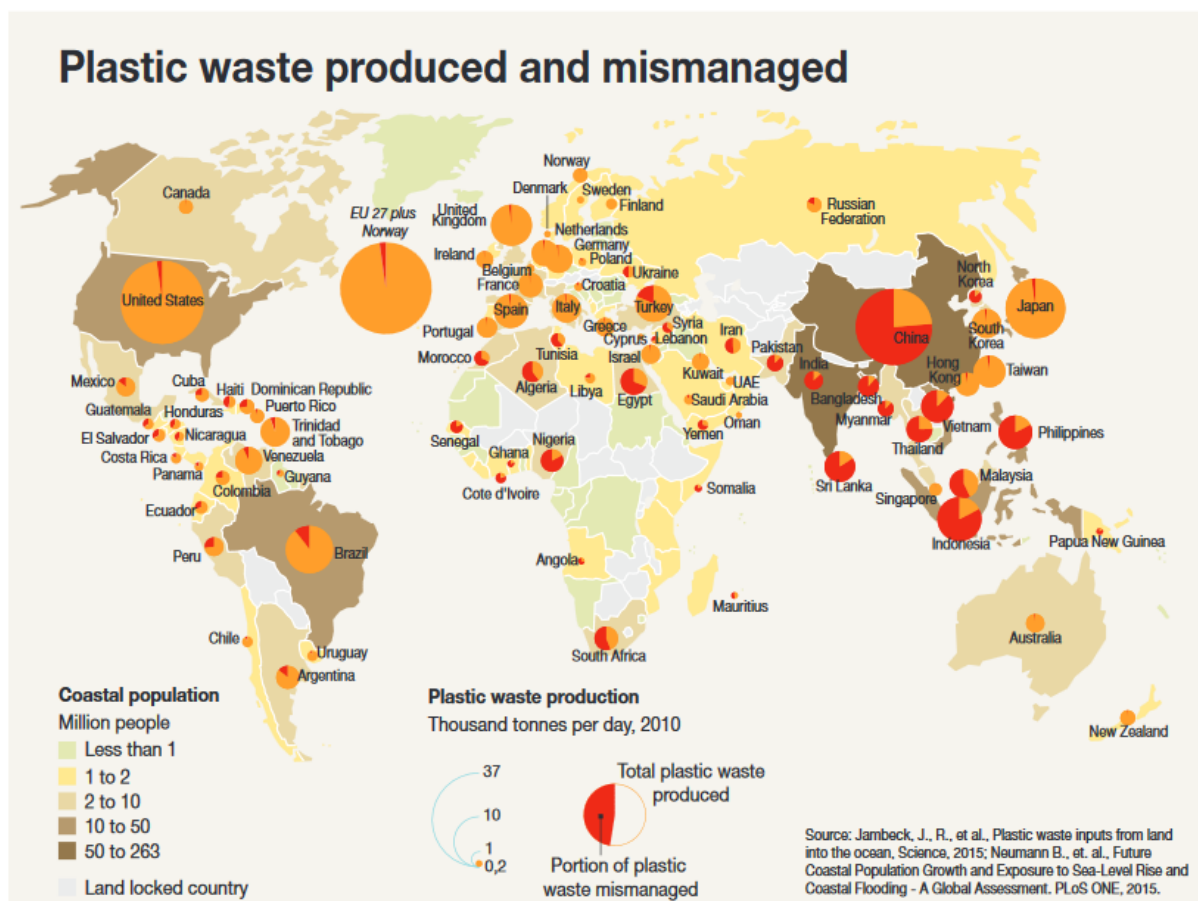 Plastic waste produced and mismanaged
Norway
Denmark
Sweden
Canada
Finland
Russian
Federation
EU 27 plus
Norway
United
Kingdom
Netherlands
Germany
Ireland
Poland
Belgium
Ukraine
North
Korea
France
Croatia
United States
Spain
Italy
Turkey
Japan
China
Portugal
Greece
Syria
Cyprus
Lebanon
Iran
South
Korea
Morocco
Tunisia
Israel
Pakistan
Mexico
Cuba
Haiti
Dominican Republic
Algeria
Libya
Egypt
Kuwait
UAE
India
Hong
Kong
Taiwan
Guatemala
Honduras
Puerto Rico
Saudi Arabia
Bangladesh
El Salvador
Nicaragua
Trinidad
and Tobago
Senegal
Nigeria
Oman
Yemen
Myanmar
Vietnam
Philippines
Costa Rica
Venezuela
Ghana
Thailand
Panama
Guyana
Colombia
Cote d'Ivoire
Somalia
Sri Lanka
Malaysia
Singapore
Ecuador
Indonesia
Papua New Guinea
Peru
Brazil
Angola
Mauritius
Chile
Uruguay
South Africa
Australia
Argentina
New Zealand
Coastal population
Million people
Less than 1
1 to 2
2 to 10
10 to 50
50 to 263
Land locked country
Plastic waste production
Thousand tonnes per day, 2010
37
10
1
0,2
Total plastic waste
produced
Portion of plastic
waste mismanaged
Source: Jambeck, J., R., et al., Plastic waste inputs from land
into the ocean, Science, 2015; Neumann B., et. al., Future
Coastal Population Growth and Exposure to Sea-Level Rise and
Coastal Flooding - A Global Assessment. PLoS ONE, 2015.